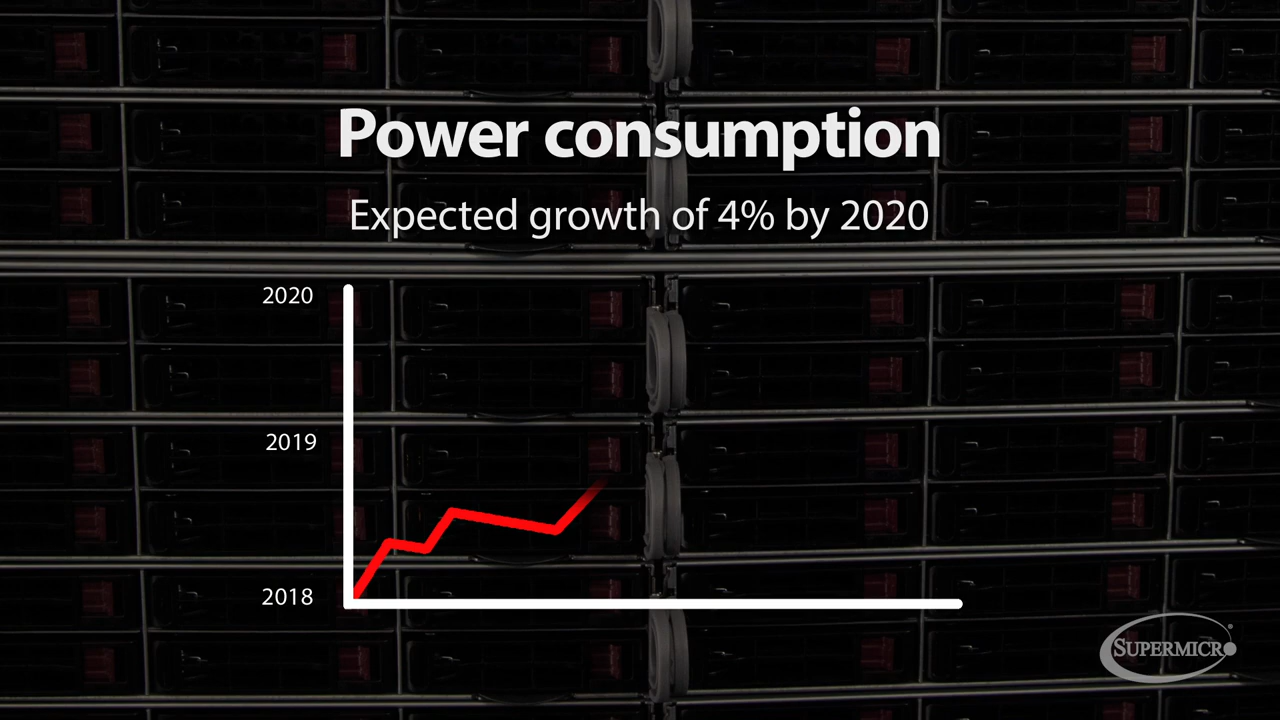 Power consumption
Expected growth of 4% by 2020
2020
2019
2018
SUPERMICRO